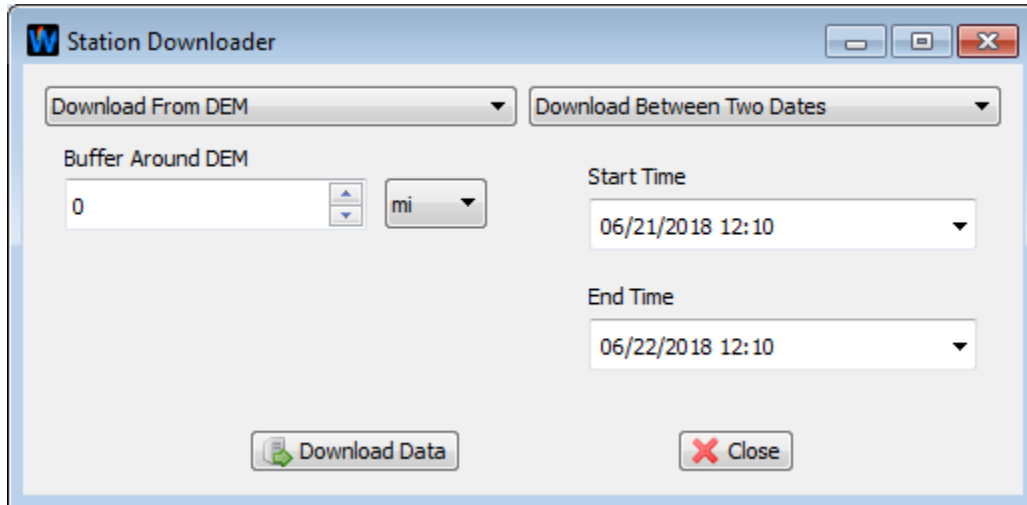 Station Downloader
Download From DEM
Download Between Two Dates
Buffer Around DEM
0
mi
Start Time
06/21/2018 12:10
End Time
06/22/2018 12:10
Download Data
Close